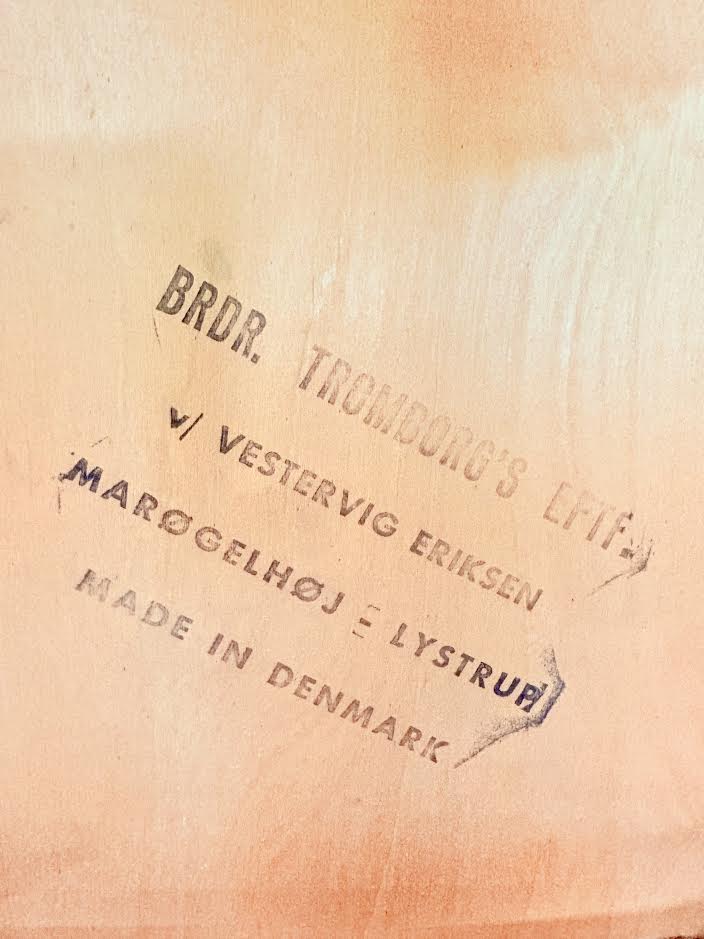 BRDR. TROMBORG'S EFTF.
v/ VESTERVIG ERIKSEN
MARØGELHØJ - LYSTRUP
MADE IN DENMARK